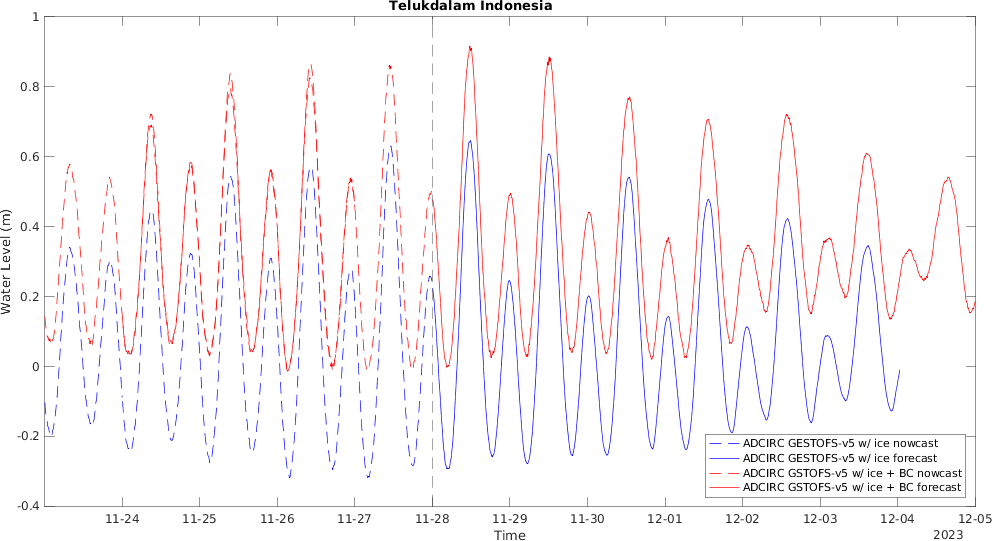 Telukdalam Indonesia
1
0.8
0.6
0.4
0.2
0
-0.2
-0.4
Water Level (m)
11-24 11-25 11-26 11-27 11-28 11-29 11-30 12-01 12-02 12-03 12-04 12-05
Time
2023
ADCIRC GESTOFS-v5 w/ ice nowcast
ADCIRC GESTOFS-v5 w/ ice forecast
ADCIRC GSTOFS-v5 w/ ice + BC nowcast
ADCIRC GSTOFS-v5 w/ ice + BC forecast